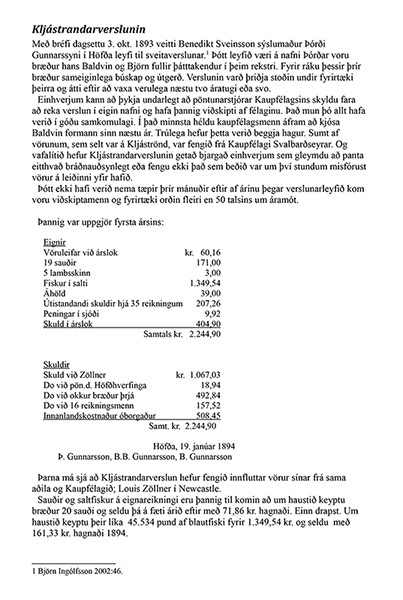 Kljástrandarverslunin
Með bréfi dagsettu 3. okt. 1893 veitti Benedikt Sveinsson sýslumaður Þórði
Gunnarssyni í Höfða leyfi til sveitaverslunar.¹ Þótt leyfið væri á nafni Þórðar voru
bræður hans Baldvin og Björn fullir þátttakendur í þeim rekstri. Fyrir ráku þessir þrír
bræður sameiginlega búskap og útgerð. Verslunin varð þriðja stoðin undir fyrirtæki
þeirra og átti eftir að vaxa verulega næstu tvo áratugi eða svo.
Einhverjum kann að þykja undarlegt að pöntunarstjórar Kaupfélagsins skyldu fara
að reka verslun í eigin nafni og hafa þannig viðskipti af félaginu. Það mun þó allt hafa
verið í góðu samkomulagi. Í það minnsta héldu kaupfélagsmenn áfram að kjósa
Baldvin formann sinn næstu ár. Trúlega hefur þetta verið beggja hagur. Sumt af
vörunum, sem selt var á Kljáströnd, var fengið frá Kaupfélagi Svalbarðseyrar. Og
vafalítið hefur Kljástrandarverslunin getað bjargað einhverjum sem gleymdu að panta
eitthvað bráðnauðsynlegt eða fengu ekki það sem beðið var um því stundum misfórust
vörur á leiðinni yfir hafið.
Þótt ekki hafi verið nema tæpir þrír mánuðir eftir af árinu þegar verslunarleyfið kom
voru viðskiptamenn og fyrirtæki orðin fleiri en 50 talsins um áramót.
Þannig var uppgjör fyrsta ársins:
Eignir
Vöruleifar við árslok kr. 60,16
19 sauðir 171,00
5 lambsskinn 3,00
Fiskur í salti 1.349,54
Áhöld 39,00
Útistandandi skuldir hjá 35 reikningum 207,26
Peningar í sjóði 9,92
Skuld í árslok 404,90
Samtals kr. 2.244,90
Skuldir
Skuld við Zöllner kr. 1.067,03
Do við pön.d. Höfðhverfinga 18,94
Do við okkur bræður þrjá 492,84
Do við 16 reikningsmenn 157,52
Innanlandskostnaður óborgaður 508,45
Samt. kr. 2.244,90
Höfða, 19. janúar 1894
Þ. Gunnarsson, B.B. Gunnarsson, B. Gunnarsson
Þarna má sjá að Kljástrandarverslun hefur fengið innfluttar vörur sínar frá sama
aðila og Kaupfélagið; Louis Zöllner í Newcastle.
Sauðir og saltfiskur á eignareikningi eru þannig til komin að um haustið keyptu
bræður 20 sauði og seldu þá á fæti árið eftir með 71,86 kr. hagnaði. Einn drapst. Um
haustið keyptu þeir líka 45.534 pund af blautfiski fyrir 1.349,54 kr. og seldu með
161,33 kr. hagnaði 1894.
1 Björn Ingólfsson 2002:46.